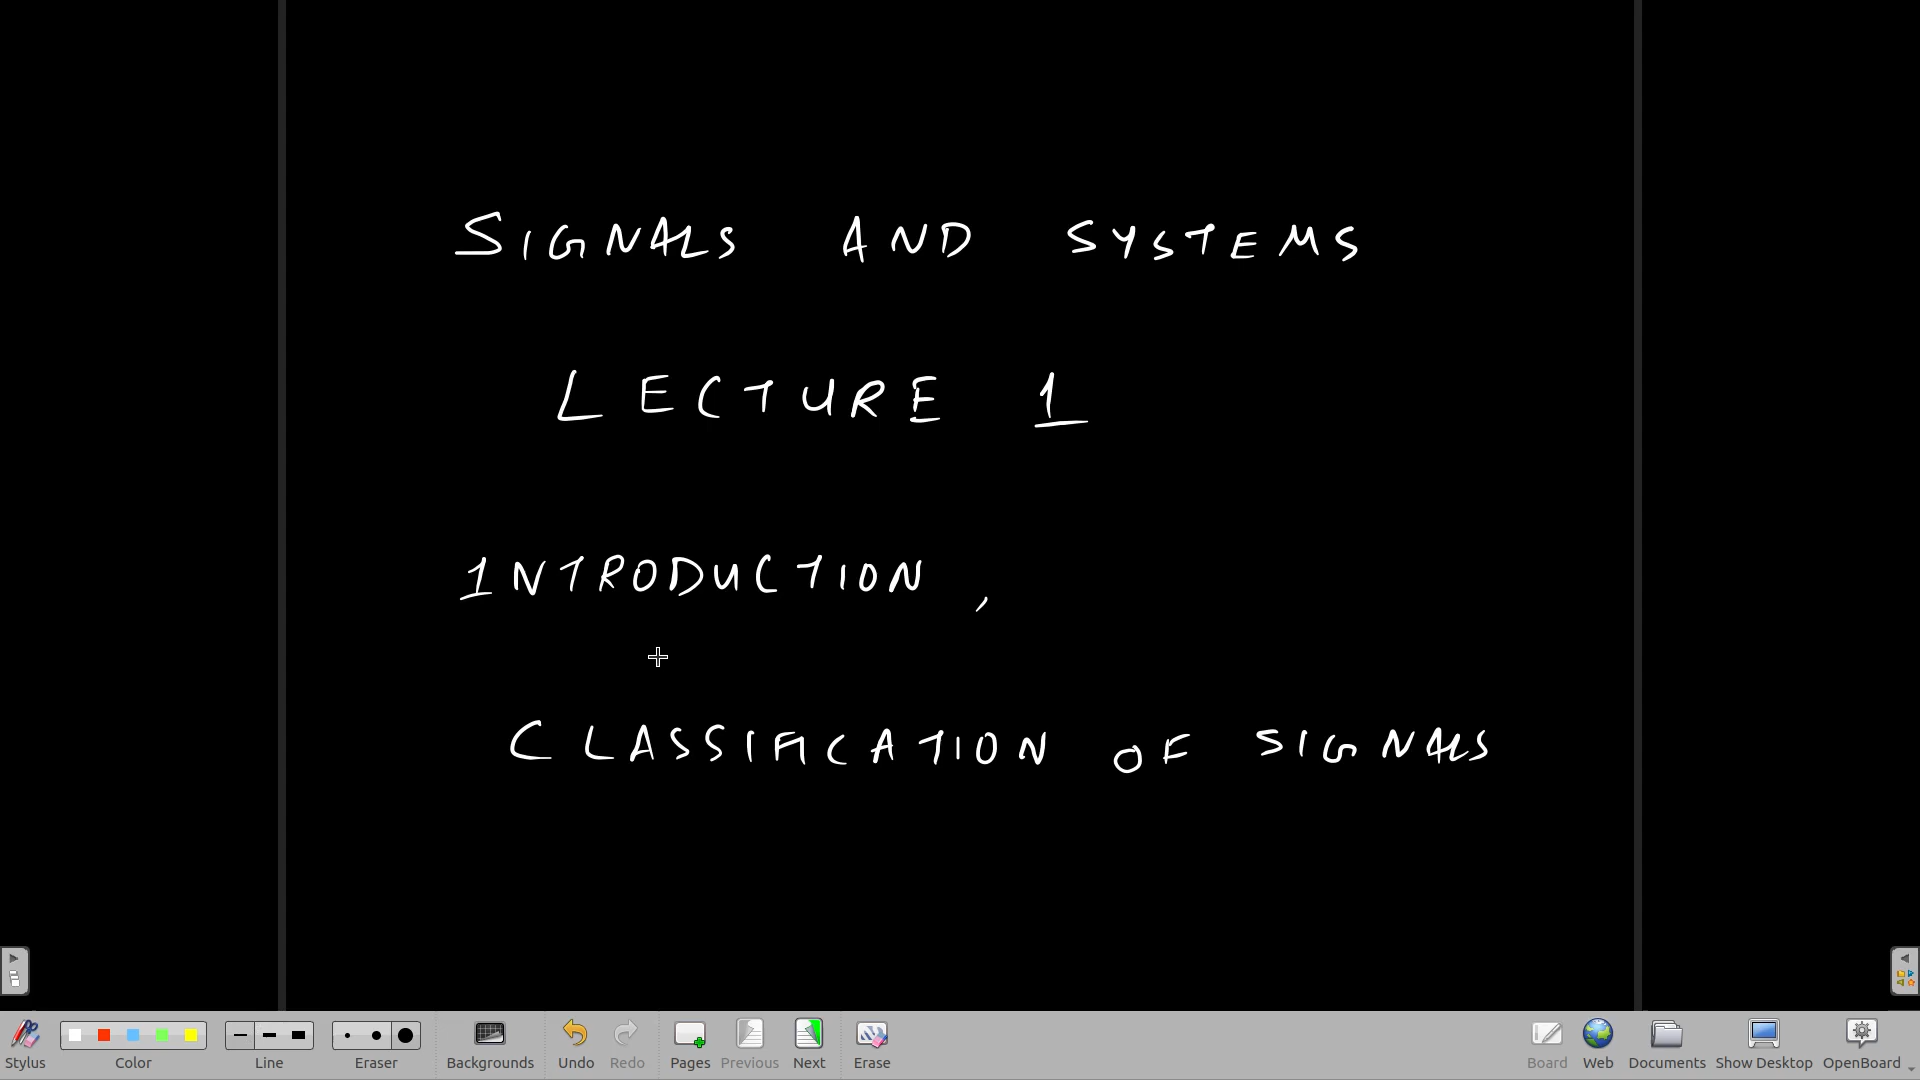 SIGNALS AND SYSTEMS
LECTURE 1
INTRODUCTION,
CLASSIFICATION OF SIGNALS
Stylus Color Line Eraser Backgrounds Undo Redo Pages Previous Next Erase Board Web Documents Show Desktop OpenBoard